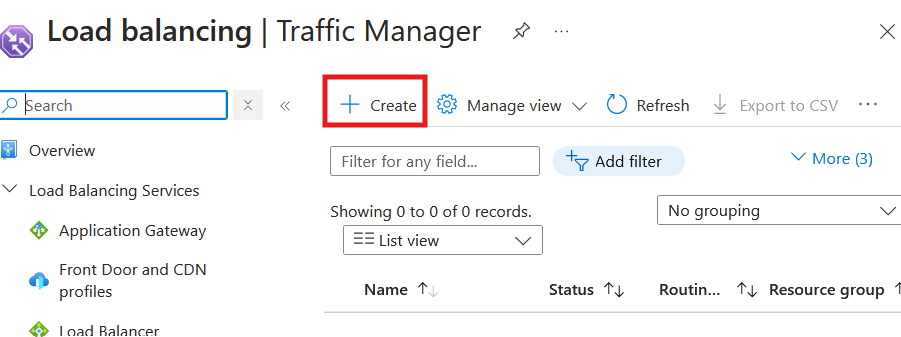 Load balancing | Traffic Manager ...
Search
Overview
Load Balancing Services
Application Gateway
Front Door and CDN
profiles
Load Balancer
Create
Manage view
Refresh
Export to CSV
...
Filter for any field...
Add filter
More (3)
Showing 0 to 0 of 0 records.
No grouping
List view
Name
Status
Routin...
Resource group